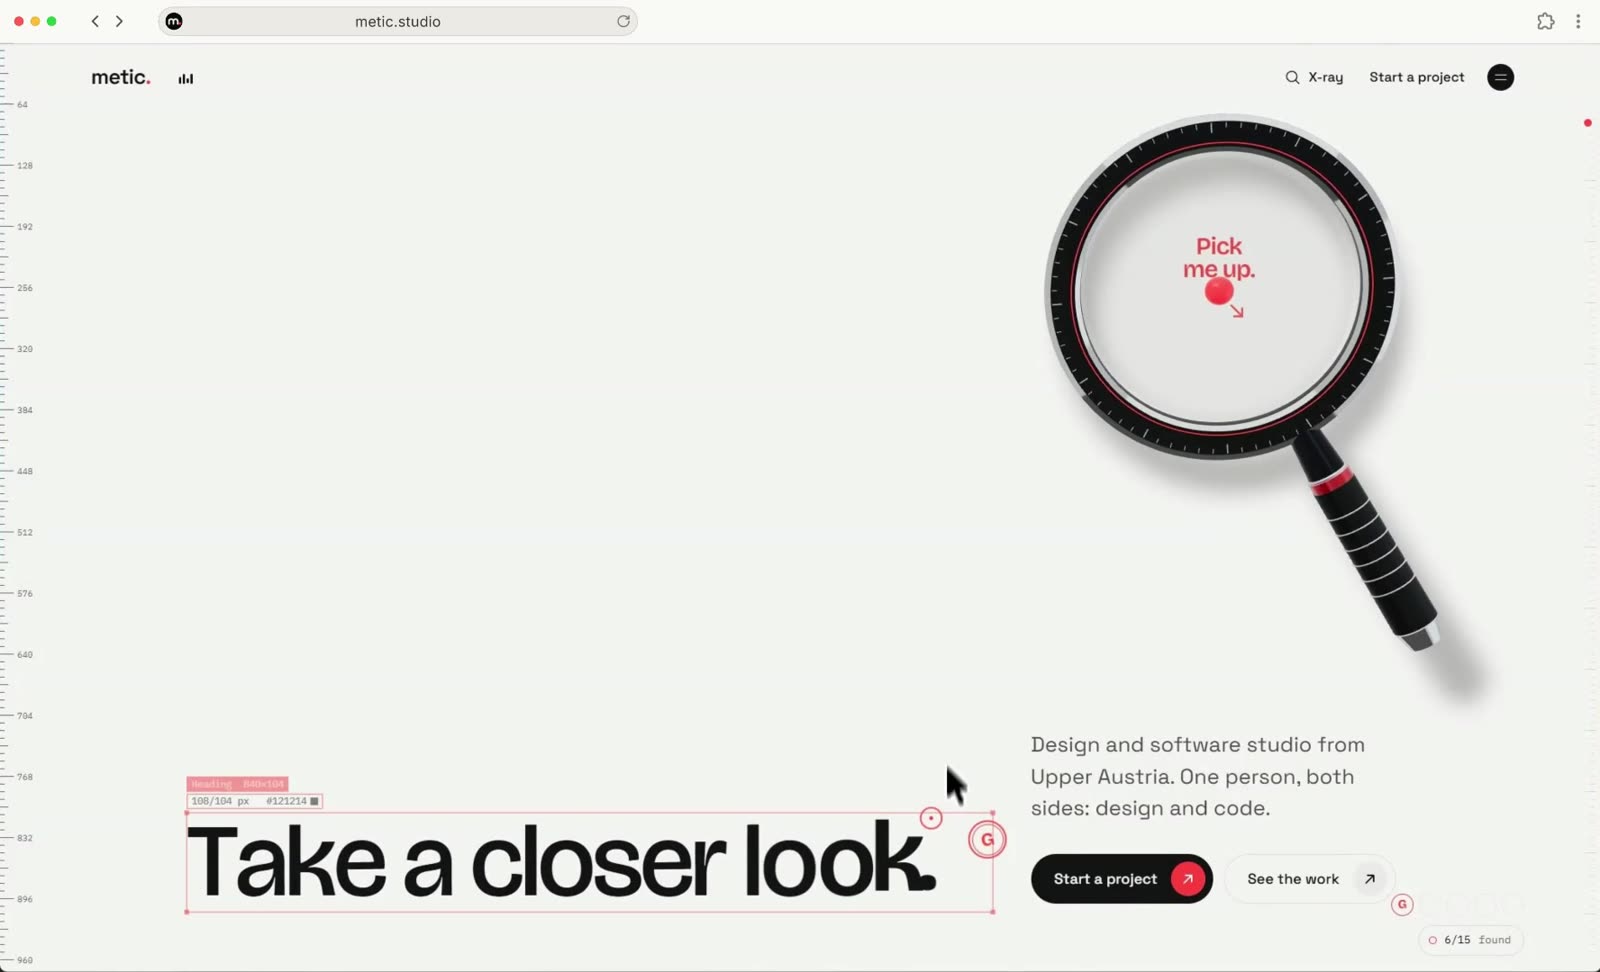 m.
metic.studio
metic.
X-ray
Start a project
64
128
192
256
320
384
448
512
576
640
704
768
832
896
960
Pick
me up.
Design and software studio from
Upper Austria. One person, both
sides: design and code.
Heading 840×104
108/104 px #121214
Take a closer look.
G
Start a project
See the work
G
6/15 found